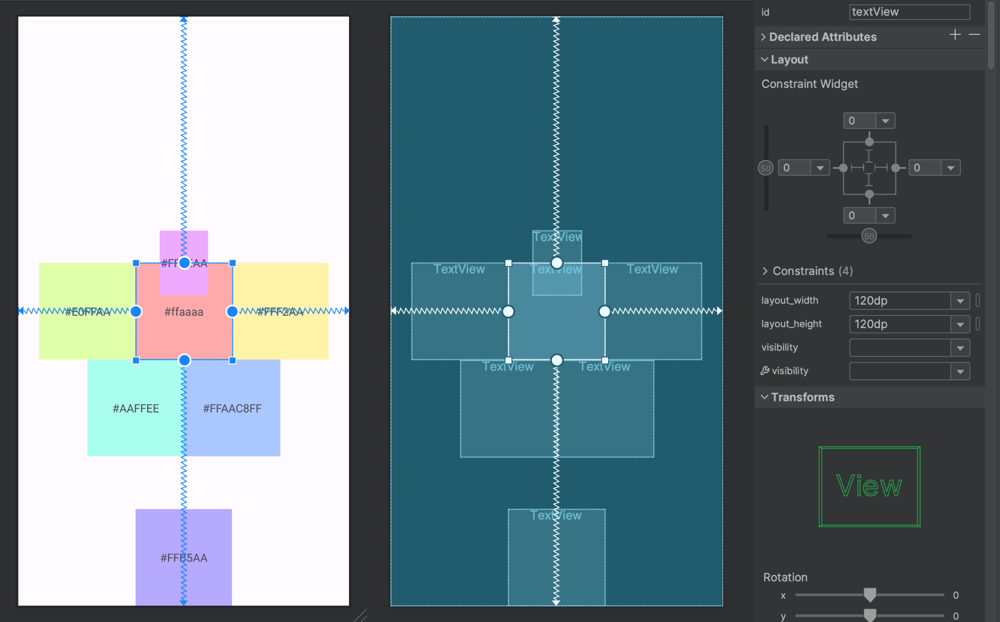 #FF EAA
#E0FFAA
#ffaaaa
#FFF2AA
#AAFFEE
#FFAAC8FF
#FFB5AA
TextView
TextView
TextView
TextView
TextView
TextView
TextView
id
textView
Declared Attributes
Layout
Constraint Widget
0
50
0
0
0
50
Constraints (4)
layout_width
120dp
layout_height
120dp
visibility
visibility
Transforms
View
Rotation
x
0
y
0